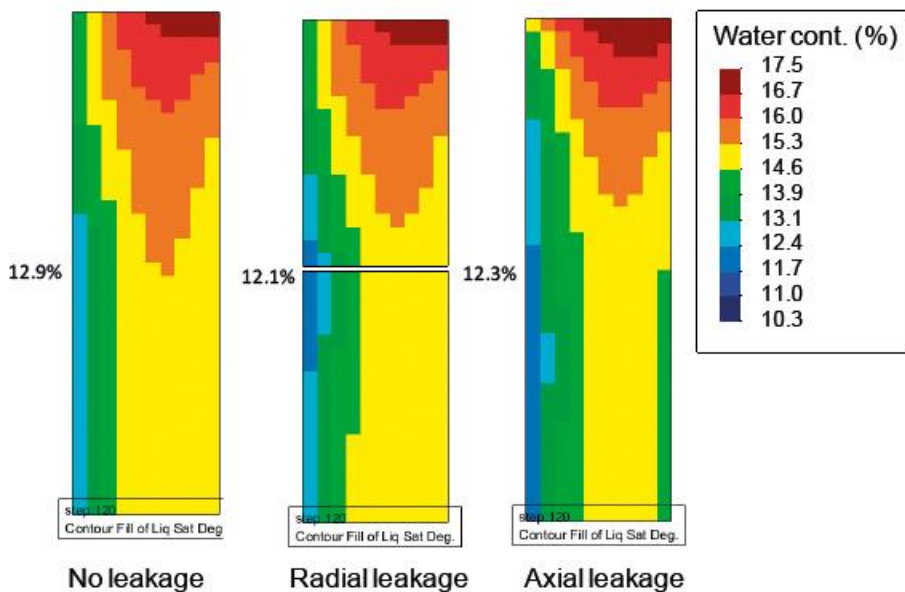 Water cont. (%)
17.5
16.7
16.0
15.3
14.6
13.9
13.1
12.4
11.7
11.0
10.3
12.9%
12.1%
12.3%
step 120
Contour Fill of Liq Sat Deg
step 120
Contour Fill of Liq Sat Deg.
step 120
Contour Fill of Liq Sat Deg.
No leakage
Radial leakage
Axial leakage